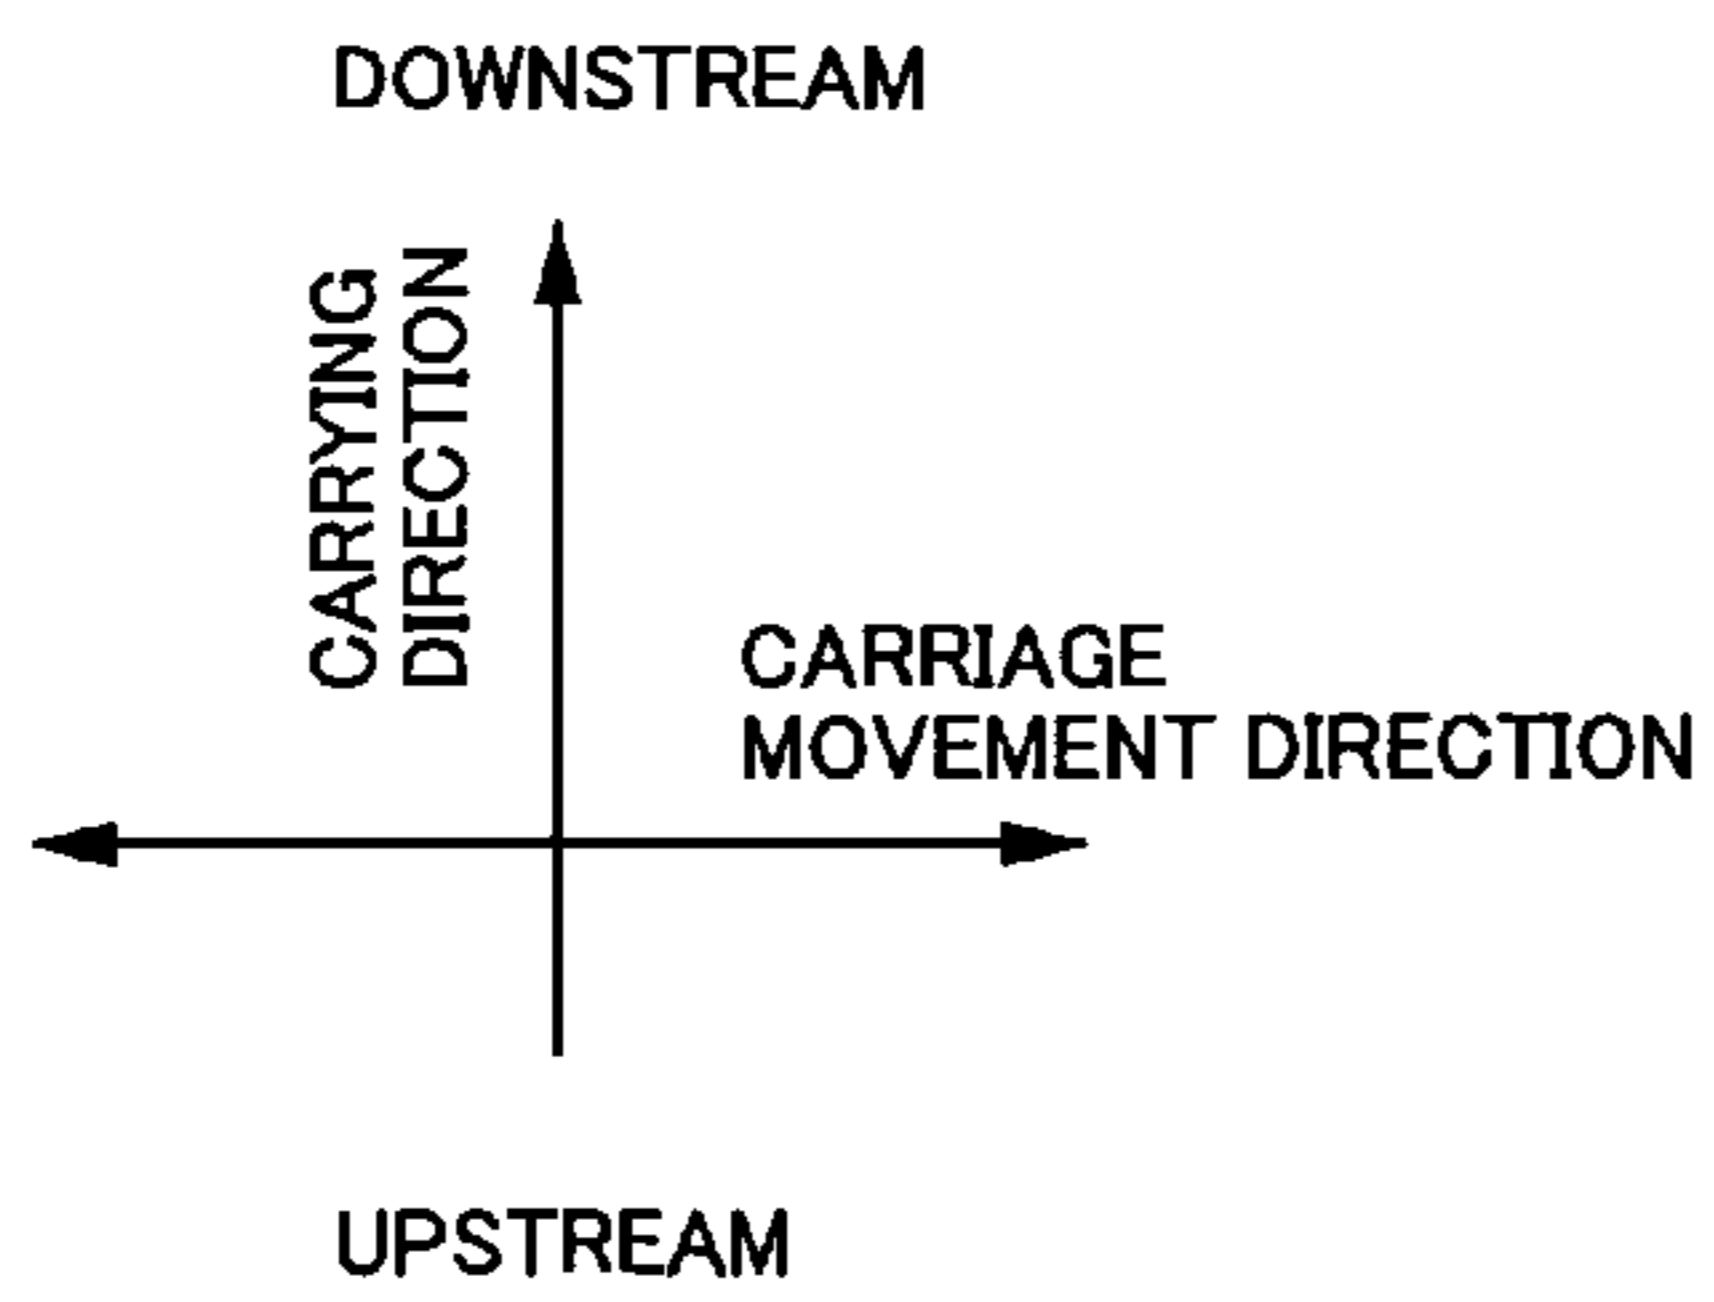 DOWNSTREAM
CARRYING
DIRECTION
CARRIAGE
MOVEMENT DIRECTION
UPSTREAM